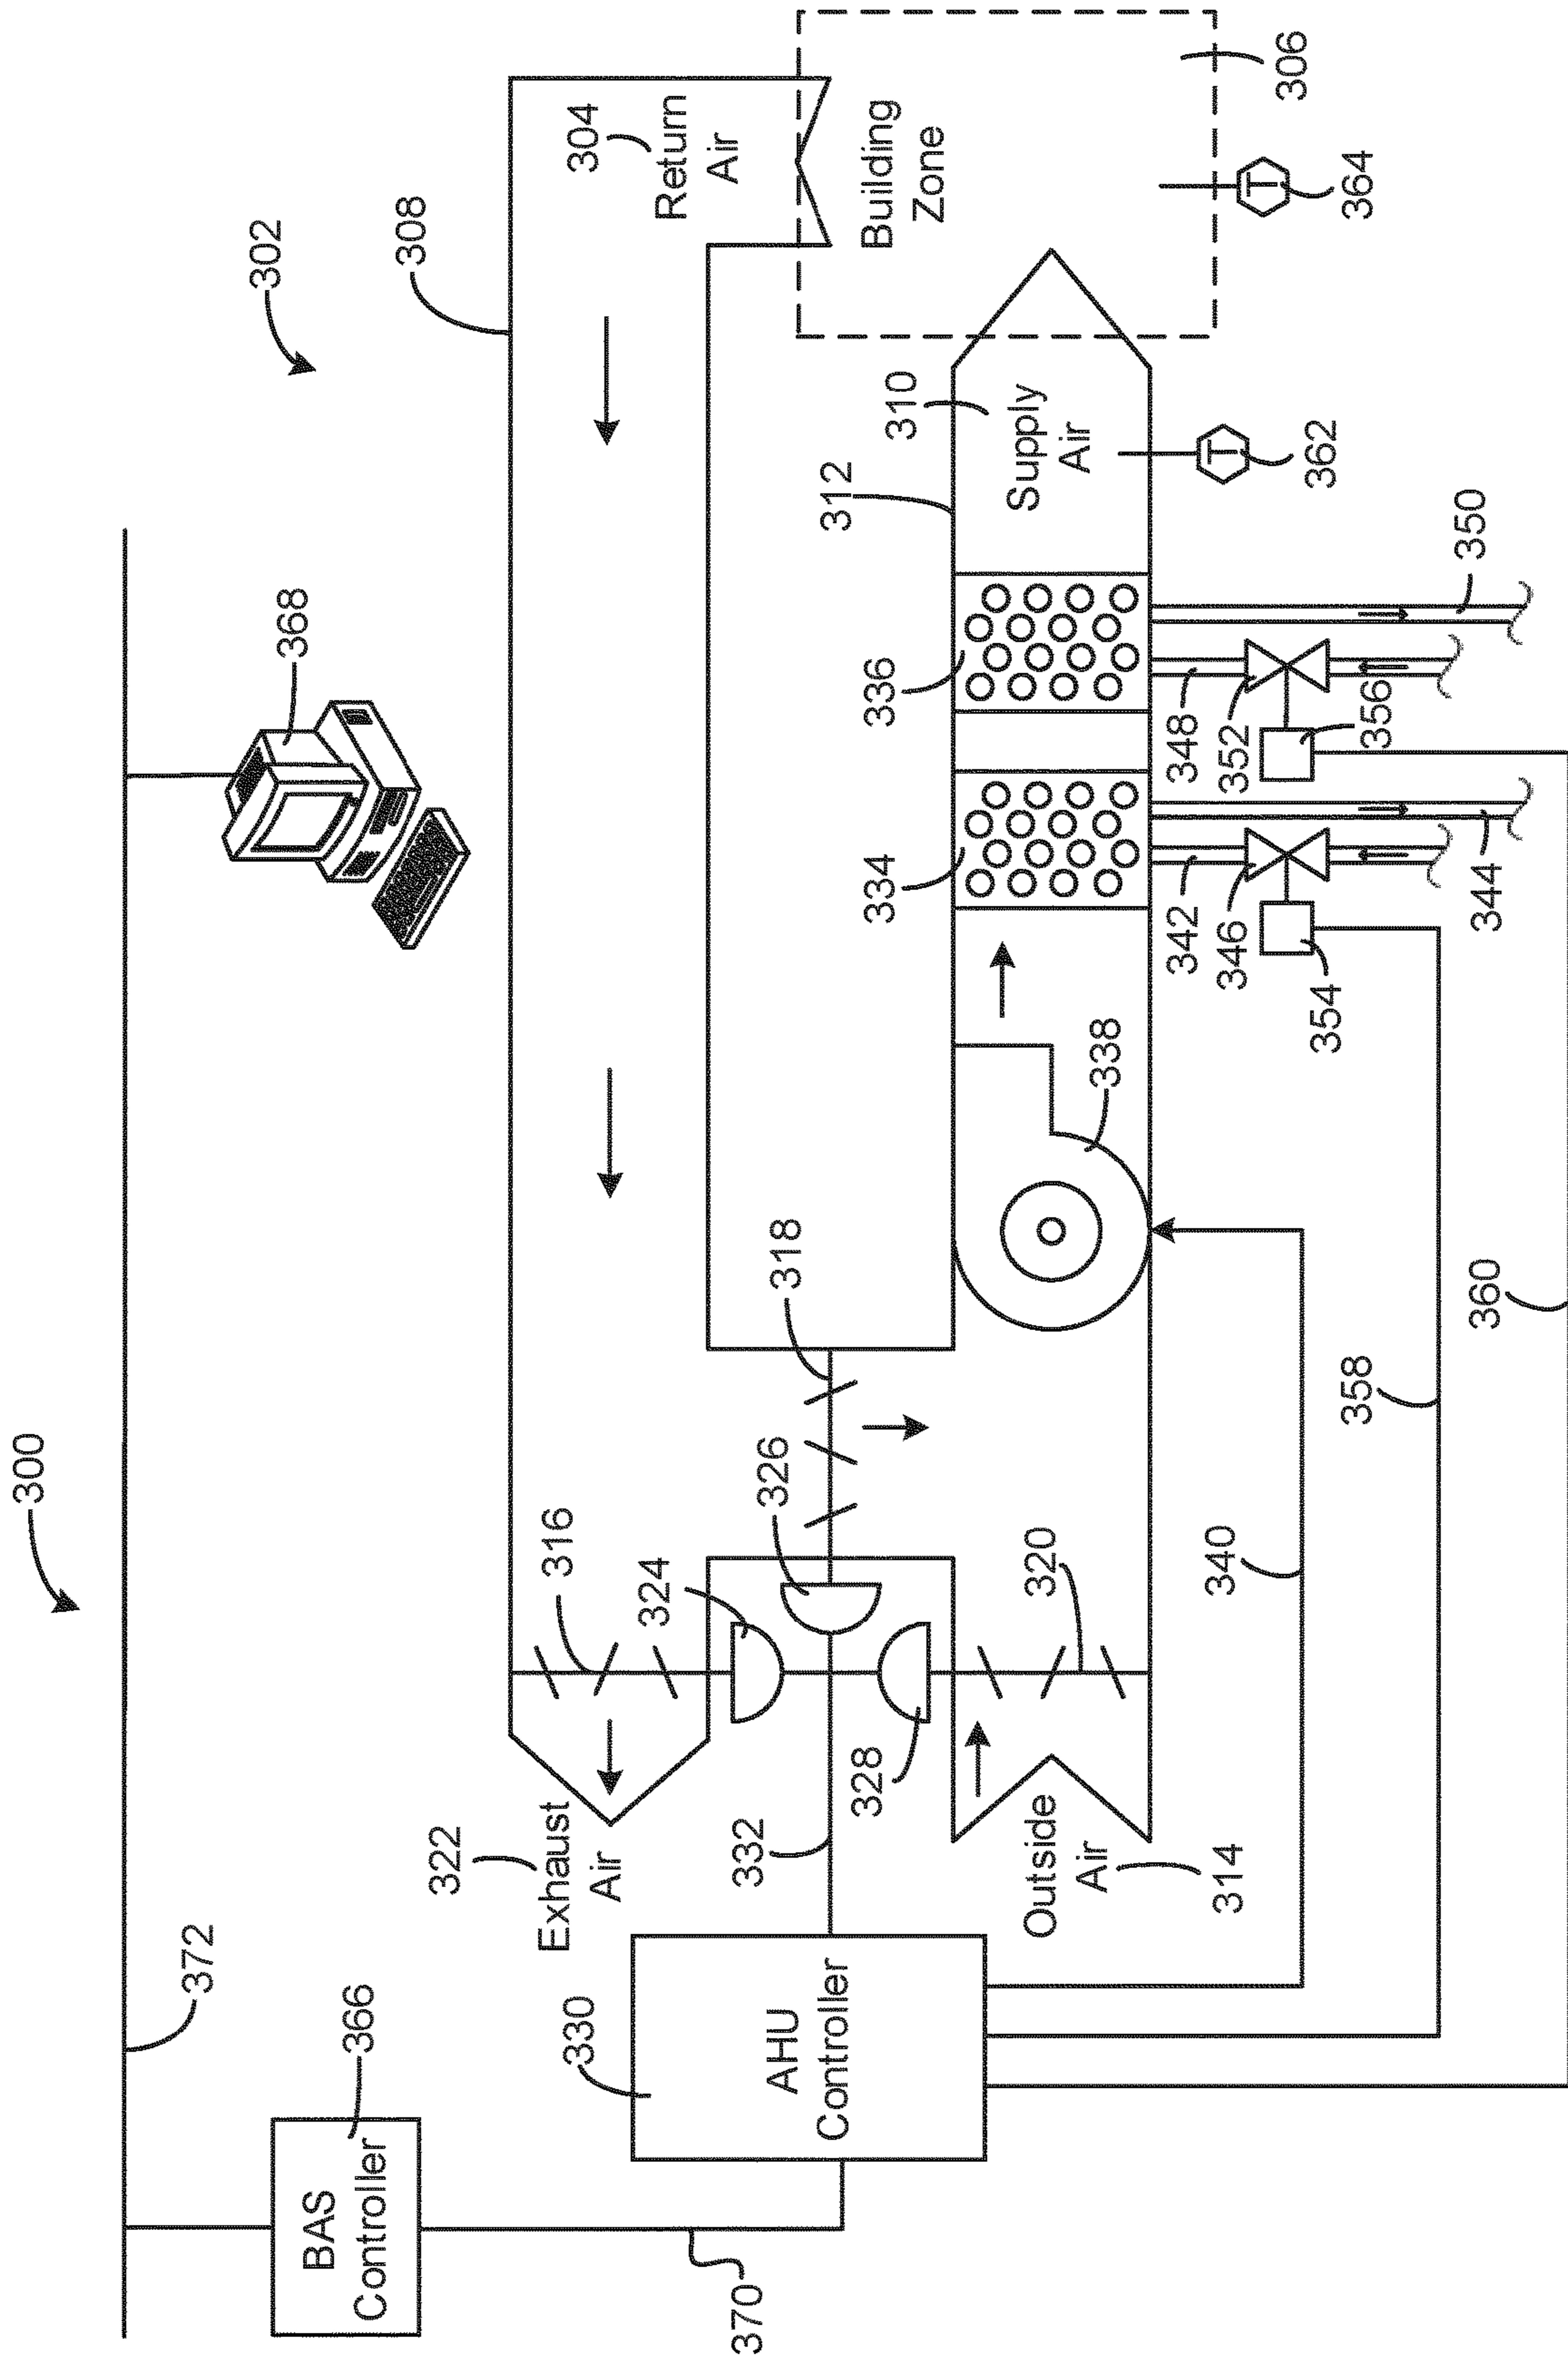 300
372
366
BAS
Controller
370
368
302
308
304
Return
Air
Building
Zone
306
364
330
AHU
Controller
322
Exhaust
Air
316
324
326
318
332
328
Outside
Air
314
320
340
338
312
334
336
310
Supply
Air
362
T
T
342
346
354
344
348
352
356
350
358
360